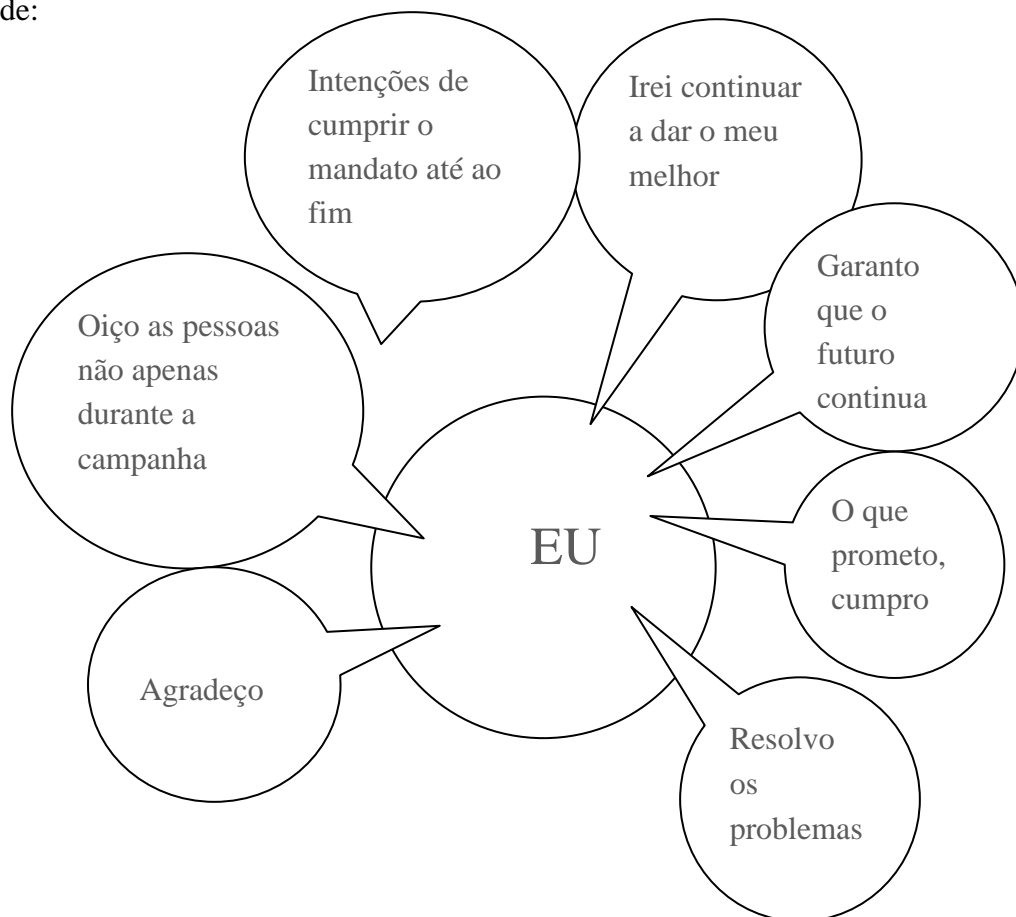 de:
Intenções de
cumprir o
mandato até ao
fim
Irei continuar
a dar o meu
melhor
Garanto
que o
futuro
continua
Oiço as pessoas
não apenas
durante a
campanha
EU
O que
prometo,
cumpro
Agradeço
Resolvo
os
problemas